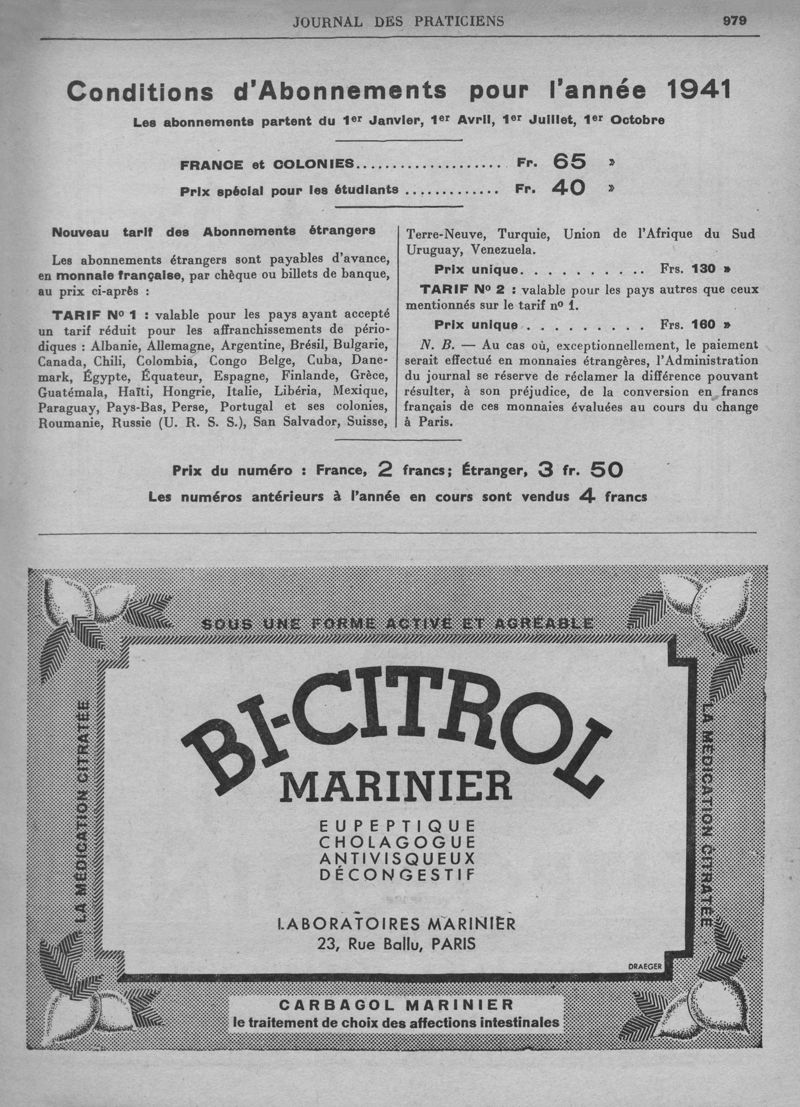 JOURNAL DES PRATICIENS 979
Conditions d'Abonnements pour l'année 1941
Les abonnements partent du 1er Janvier, 1er Avril, 1er Juillet, 1er Octobre
FRANCE et COLONIES..................... Fr. 65 »
Prix spécial pour les étudiants ............. Fr. 40 »
Nouveau tarif des Abonnements étrangers
Les abonnements étrangers sont payables d'avance,
en monnaie française, par chèque ou billets de banque,
au prix ci-après :
TARIF No 1 : valable pour les pays ayant accepté
un tarif réduit pour les affranchissements de pério-
diques : Albanie, Allemagne, Argentine, Brésil, Bulgarie,
Canada, Chili, Colombia, Congo Belge, Cuba, Dane-
mark, Égypte, Équateur, Espagne, Finlande, Grèce,
Guatémala, Haïti, Hongrie, Italie, Libéria, Mexique,
Paraguay, Pays-Bas, Perse, Portugal et ses colonies,
Roumanie, Russie (U. R. S. S.), San Salvador, Suisse,
Terre-Neuve, Turquie, Union de l'Afrique du Sud
Uruguay, Venezuela.
Prix unique. . . . . . . . . . Frs. 130 »
TARIF No 2 : valable pour les pays autres que ceux
mentionnés sur le tarif no 1.
Prix unique . . . . . . . . . Frs. 160 »
N. B. — Au cas où, exceptionnellement, le paiement
serait effectué en monnaies étrangères, l'Administration
du journal se réserve de réclamer la différence pouvant
résulter, à son préjudice, de la conversion en francs
français de ces monnaies évaluées au cours du change
à Paris.
Prix du numéro : France, 2 francs; Étranger, 3 fr. 50
Les numéros antérieurs à l'année en cours sont vendus 4 francs
SOUS UNE FORME ACTIVE ET AGRÉABLE
LA MÉDICATION CITRATÉE
BI-CITROL
MARINIER
EUPEPTIQUE
CHOLAGOGUE
ANTIVISQUEUX
DÉCONGESTIF
LABORATOIRES MARINIER
23, Rue Ballu, PARIS
DRAEGER
LA MÉDICATION CITRATÉE
CARBAGOL MARINIER
le traitement de choix des affections intestinales